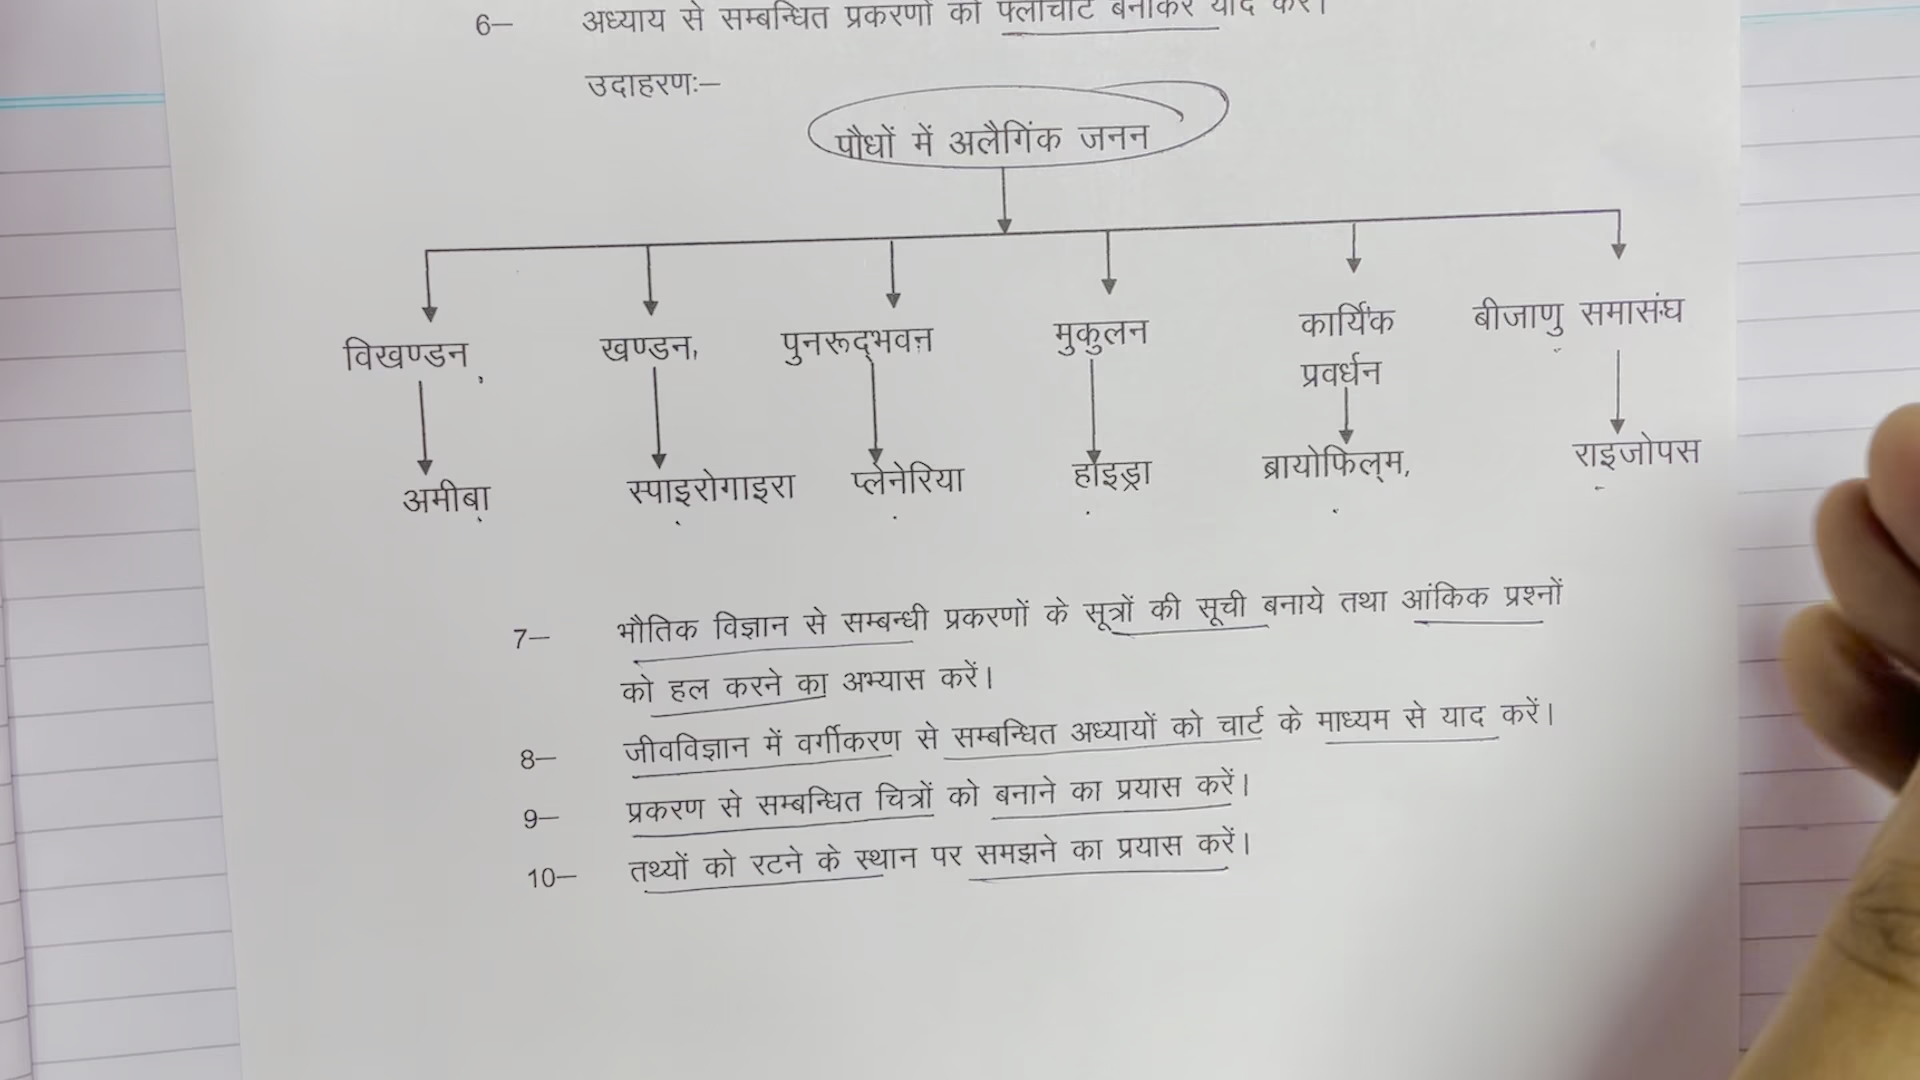 6– अध्याय से सम्बन्धित प्रकरणों को फ्लोचार्ट बनाकर याद करें।
उदाहरणः–
पौधों में अलैगिंक जनन
विखण्डन खण्डन, पुनरूद्भवन मुकुलन कार्यिक प्रवर्धन बीजाणु समासंघ
अमीबा स्पाइरोगाइरा प्लेनेरिया हाइड्रा ब्रायोफिल्म, राइजोपस
7– भौतिक विज्ञान से सम्बन्धी प्रकरणों के सूत्रों की सूची बनाये तथा आंकिक प्रश्नों
को हल करने का अभ्यास करें।
8– जीवविज्ञान में वर्गीकरण से सम्बन्धित अध्यायों को चार्ट के माध्यम से याद करें।
9– प्रकरण से सम्बन्धित चित्रों को बनाने का प्रयास करें।
10– तथ्यों को रटने के स्थान पर समझने का प्रयास करें।